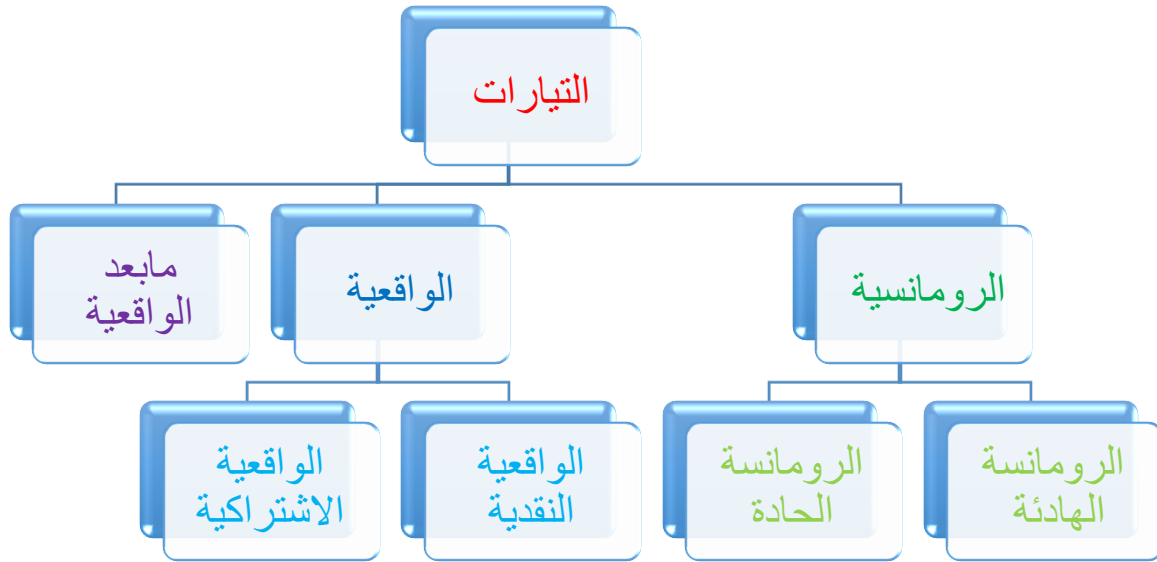 التيارات
الرومانسية
الواقعية
مابعد
الواقعية
الرومانسة
الهادئة
الرومانسة
الحادة
الواقعية
النقدية
الواقعية
الاشتراكية